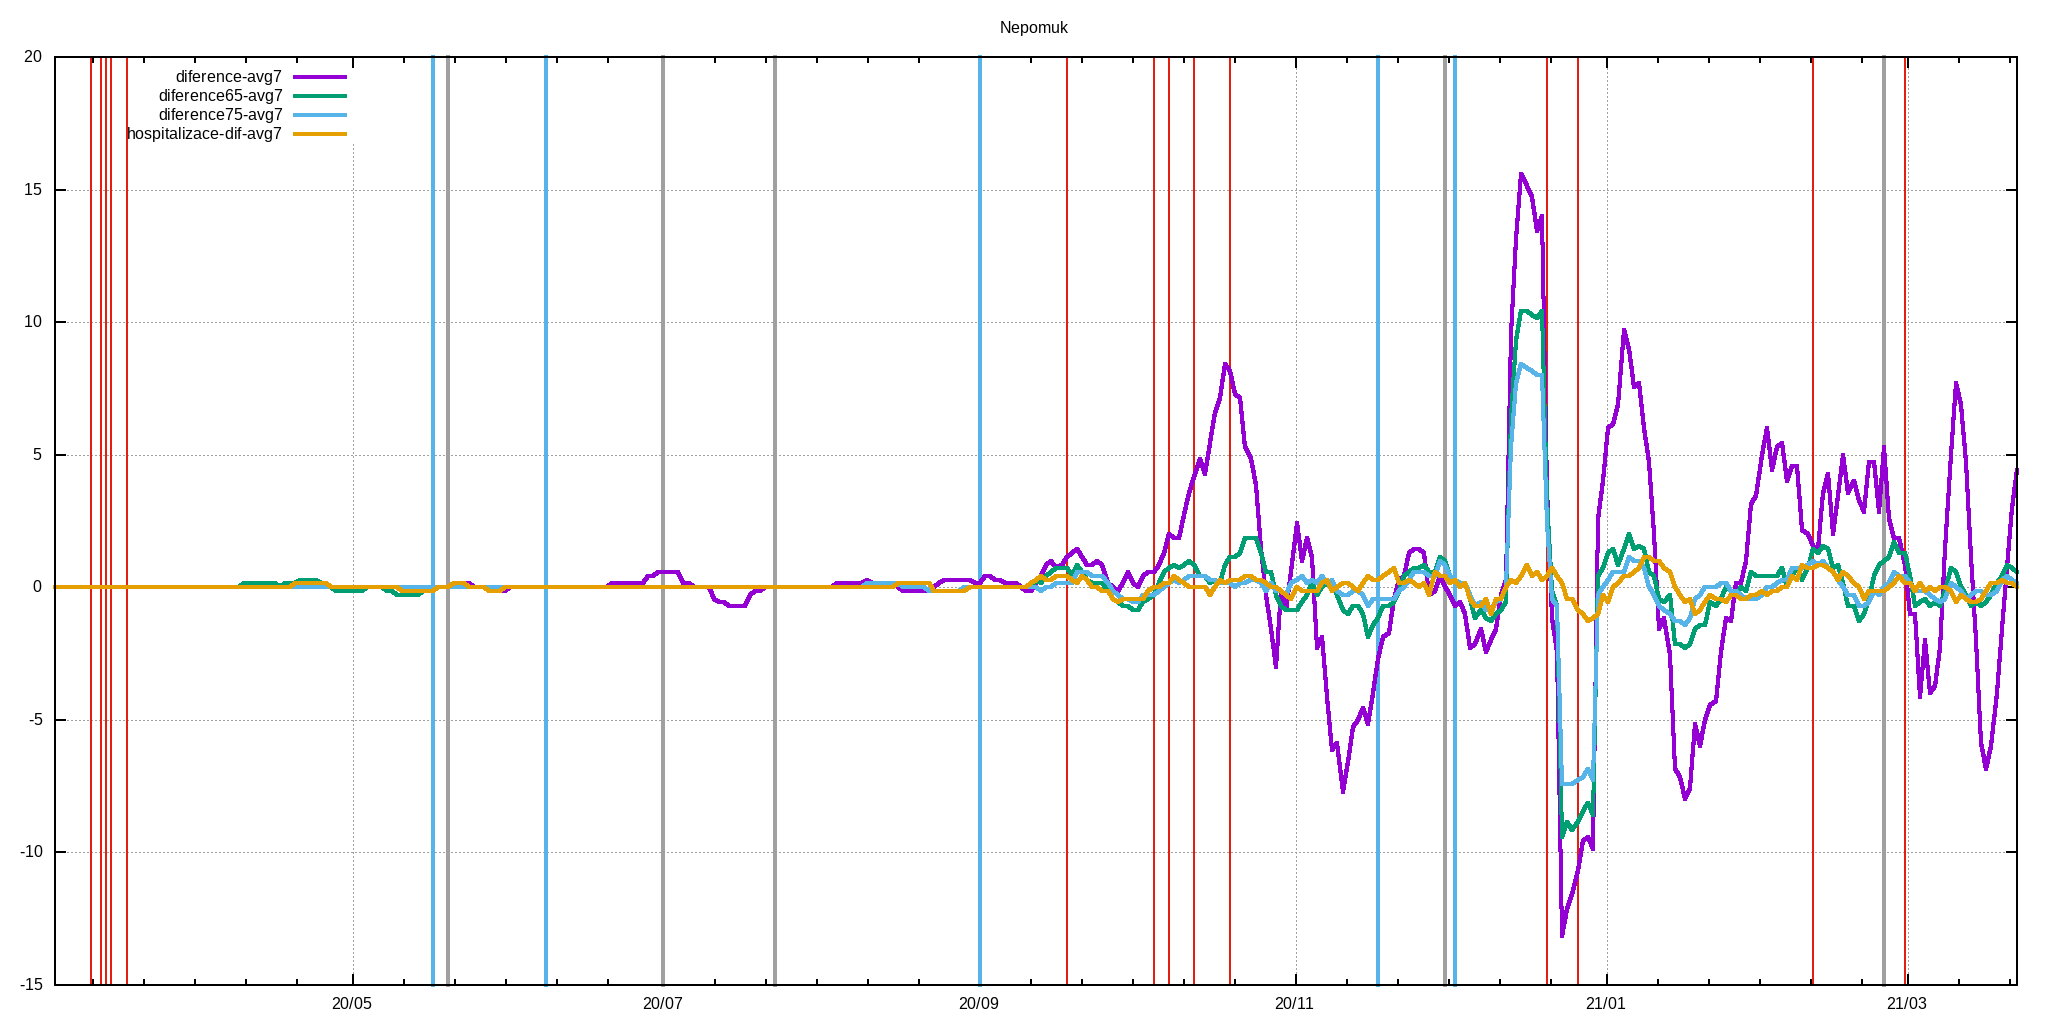 Nepomuk
20
15
10
5
0
-5
-10
-15
diference-avg7
diference65-avg7
diference75-avg7
hospitalizace-dif-avg7
20/05 20/07 20/09 20/11 21/01 21/03